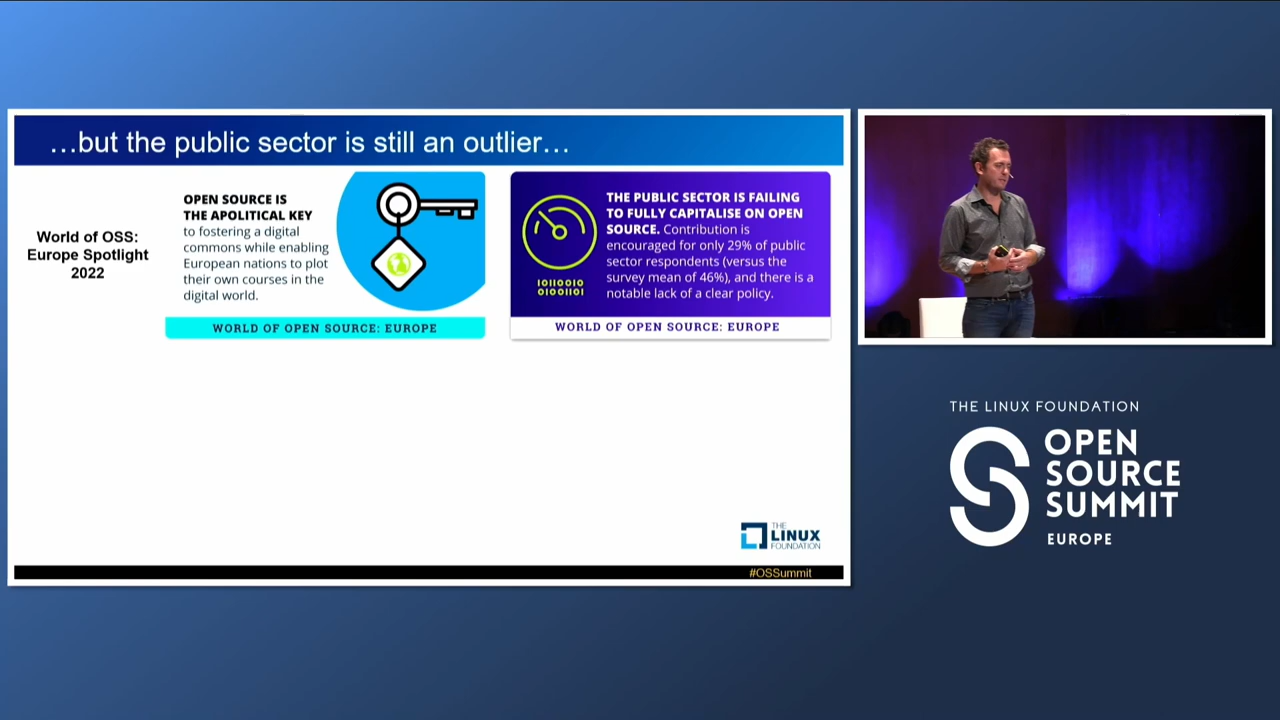 ...but the public sector is still an outlier...
World of OSS:
Europe Spotlight
2022
OPEN SOURCE IS
THE APOLITICAL KEY
to fostering a digital
commons while enabling
European nations to plot
their own courses in the
digital world.
WORLD OF OPEN SOURCE: EUROPE
10110010
01001101
THE PUBLIC SECTOR IS FAILING
TO FULLY CAPITALISE ON OPEN
SOURCE. Contribution is
encouraged for only 29% of public
sector respondents (versus the
survey mean of 46%), and there is a
notable lack of a clear policy.
WORLD OF OPEN SOURCE: EUROPE
THE
LINUX
FOUNDATION
#OSSummit
THE LINUX FOUNDATION
OPEN
SOURCE
SUMMIT
EUROPE